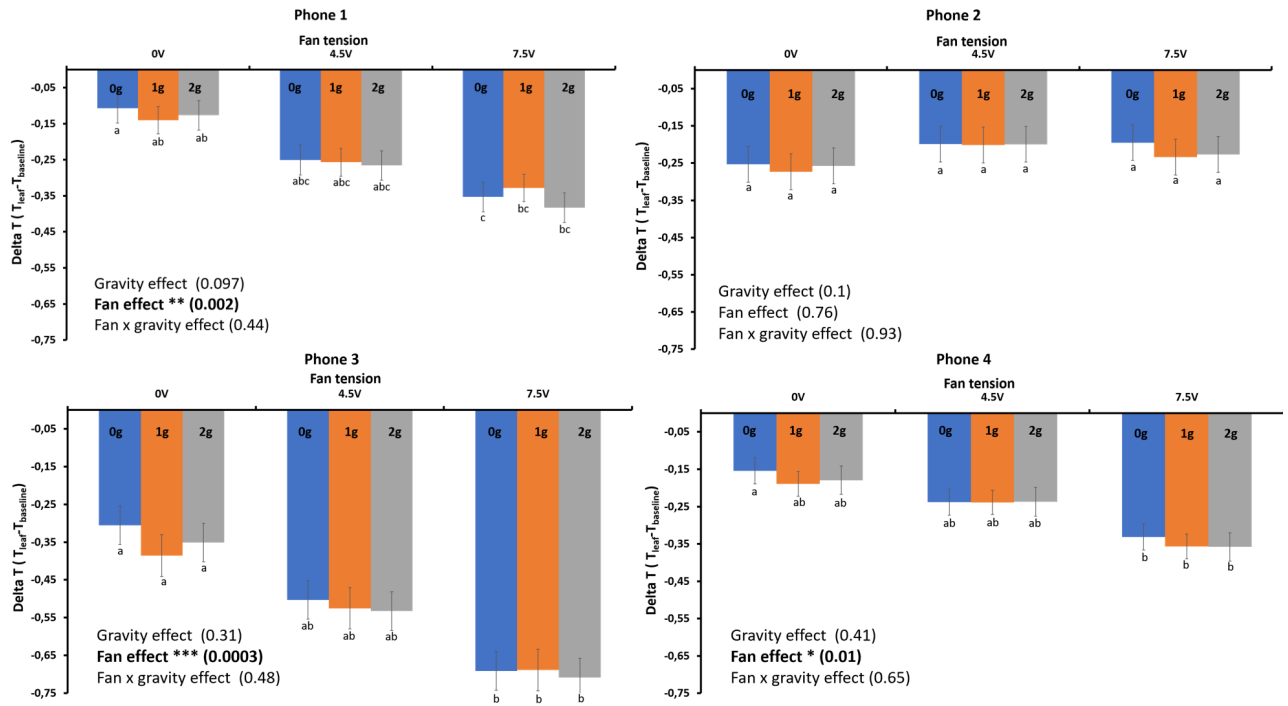 Phone 1
Fan tension
0V 4.5V 7.5V
0g 1g 2g 0g 1g 2g 0g 1g 2g
-0,05
-0,15
-0,25
-0,35
-0,45
-0,55
-0,65
-0,75
Delta T ( Tleaf-Tbaseline)
a ab ab abc abc abc c bc bc
Gravity effect (0.097)
Fan effect ** (0.002)
Fan x gravity effect (0.44)
Phone 2
Fan tension
0V 4.5V 7.5V
0g 1g 2g 0g 1g 2g 0g 1g 2g
-0,05
-0,15
-0,25
-0,35
-0,45
-0,55
-0,65
-0,75
Delta T ( Tleaf-Tbaseline)
a a a a a a a a a
Gravity effect (0.1)
Fan effect (0.76)
Fan x gravity effect (0.93)
Phone 3
Fan tension
0V 4.5V 7.5V
0g 1g 2g 0g 1g 2g 0g 1g 2g
-0,05
-0,15
-0,25
-0,35
-0,45
-0,55
-0,65
-0,75
Delta T ( Tleaf-Tbaseline)
a a a ab ab ab b b b
Gravity effect (0.31)
Fan effect *** (0.0003)
Fan x gravity effect (0.48)
Phone 4
Fan tension
0V 4.5V 7.5V
0g 1g 2g 0g 1g 2g 0g 1g 2g
-0,05
-0,15
-0,25
-0,35
-0,45
-0,55
-0,65
-0,75
Delta T ( Tleaf-Tbaseline)
a ab ab ab ab ab b b b
Gravity effect (0.41)
Fan effect * (0.01)
Fan x gravity effect (0.65)